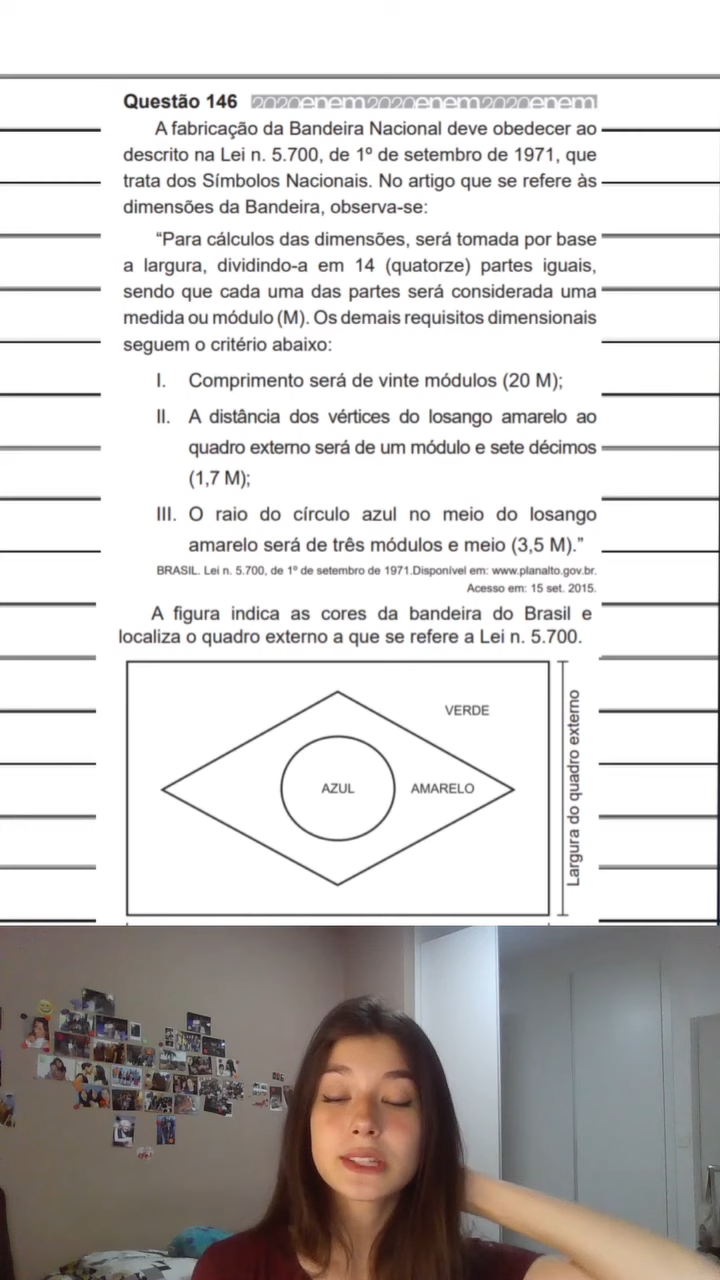 Questão 146 2020enem2020enem2020enem
A fabricação da Bandeira Nacional deve obedecer ao
descrito na Lei n. 5.700, de 1º de setembro de 1971, que
trata dos Símbolos Nacionais. No artigo que se refere às
dimensões da Bandeira, observa-se:
“Para cálculos das dimensões, será tomada por base
a largura, dividindo-a em 14 (quatorze) partes iguais,
sendo que cada uma das partes será considerada uma
medida ou módulo (M). Os demais requisitos dimensionais
seguem o critério abaixo:
I. Comprimento será de vinte módulos (20 M);
II. A distância dos vértices do losango amarelo ao
quadro externo será de um módulo e sete décimos
(1,7 M);
III. O raio do círculo azul no meio do losango
amarelo será de três módulos e meio (3,5 M).”
BRASIL. Lei n. 5.700, de 1º de setembro de 1971.Disponível em: www.planalto.gov.br.
Acesso em: 15 set. 2015.
A figura indica as cores da bandeira do Brasil e
localiza o quadro externo a que se refere a Lei n. 5.700.
VERDE
AZUL
AMARELO
Largura do quadro externo